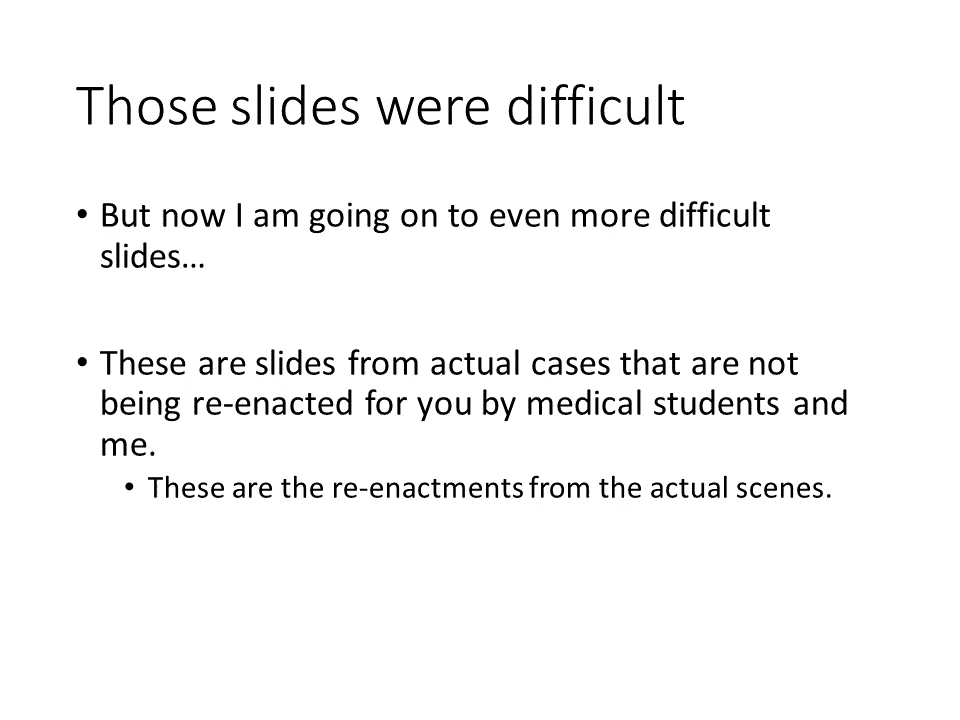 Those slides were difficult
• But now I am going on to even more difficult
slides…
• These are slides from actual cases that are not
being re-enacted for you by medical students and
me.
• These are the re-enactments from the actual scenes.